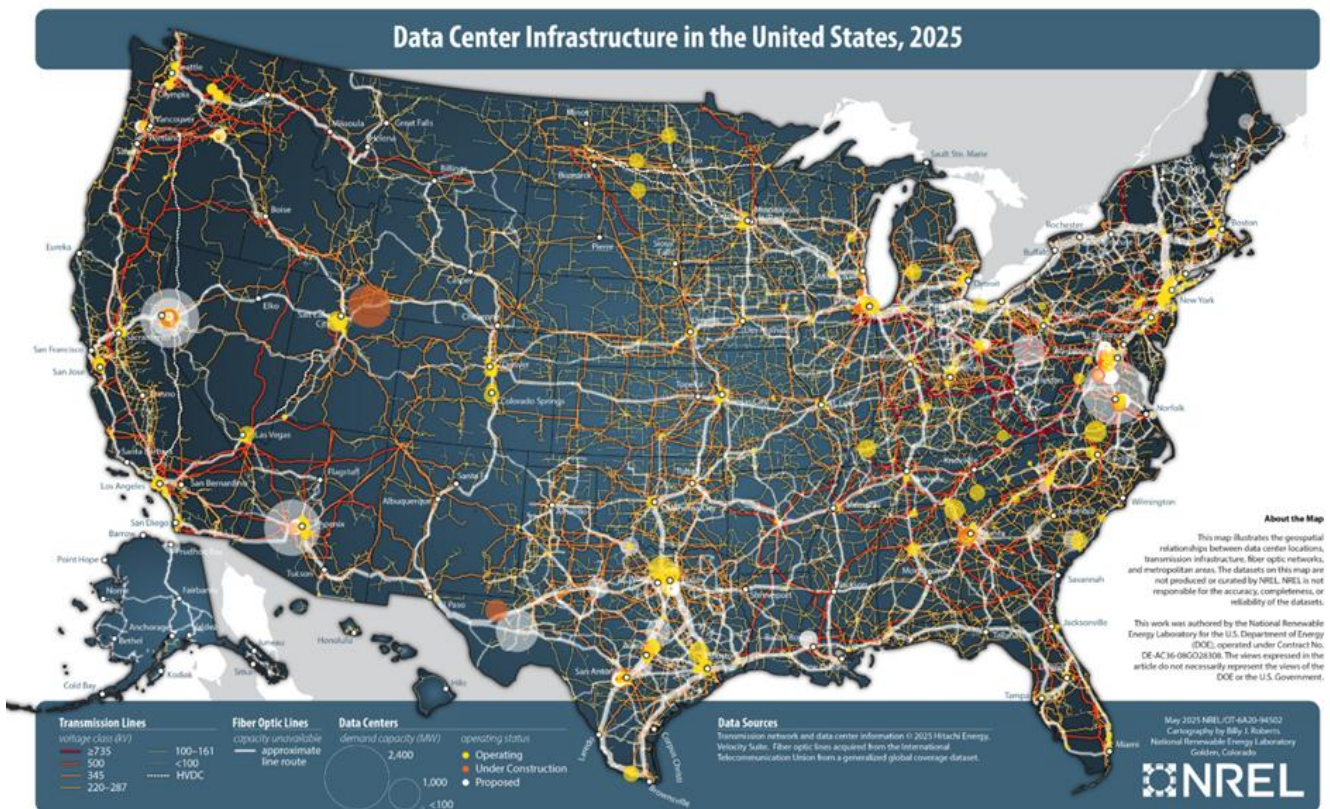 Data Center Infrastructure in the United States, 2025
Olympia
Vancouver
Missoula
Great Falls
Helena
Billings
Minot
Bismarck
Fargo
Sault Ste. Marie
Boise
Pierre
Sioux
Falls
Rochester
Buffalo
Boston
Detroit
New York
Eureka
Elko
Casper
San Francisco
San Jose
Denver
Colorado Springs
Topeka
Norfolk
Las Vegas
Flagstaff
Los Angeles
San Bernardino
Albuquerque
Wilmington
San Diego
Phoenix
Tucson
El Paso
Shreveport
Savannah
Jacksonville
San Antonio
Tampa
Miami
Laredo
Corpus Christi
Brownsville
Barrow
Prudhoe Bay
Point Hope
Nome
Fairbanks
Anchorage
Bethel
Juneau
Kodiak
Cold Bay
Honolulu
Hilo
About the Map
This map illustrates the geospatial
relationships between data center locations,
transmission infrastructure, fiber optic networks,
and metropolitan areas. The datasets on this map are
not produced or curated by NREL. NREL is not
responsible for the accuracy, completeness, or
reliability of the datasets.
This work was authored by the National Renewable
Energy Laboratory for the U.S. Department of Energy
(DOE), operated under Contract No.
DE-AC36-08GO28308. The views expressed in the
article do not necessarily represent the views of the
DOE or the U.S. Government.
Transmission Lines
voltage class (kV)
≥735
500
345
220–287
100–161
<100
HVDC
Fiber Optic Lines
capacity unavailable
approximate
line route
Data Centers
demand capacity (MW)
2,400
1,000
<100
operating status
Operating
Under Construction
Proposed
Data Sources
Transmission network and data center information © 2025 Hitachi Energy,
Velocity Suite. Fiber optic lines acquired from the International
Telecommunication Union from a generalized global coverage dataset.
May 2025 NREL/OT-6A20-94502
Cartography by Billy J. Roberts
National Renewable Energy Laboratory
Golden, Colorado
NREL